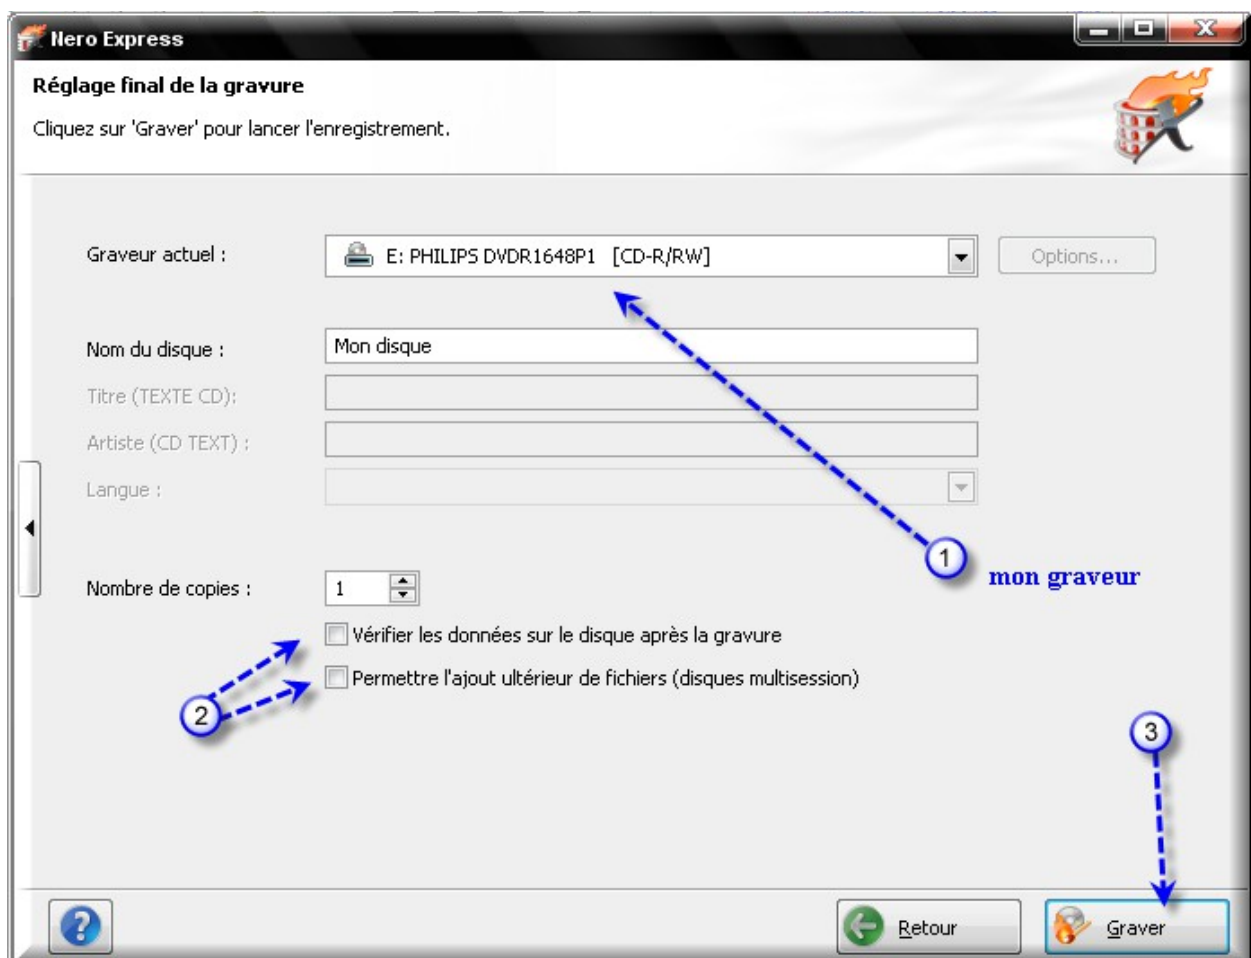 Nero Express
Réglage final de la gravure
Cliquez sur 'Graver' pour lancer l'enregistrement.
Graveur actuel :
E: PHILIPS DVDR1648P1 [CD-R/RW]
Options...
Nom du disque :
Mon disque
Titre (TEXTE CD):
Artiste (CD TEXT) :
Langue :
1
mon graveur
Nombre de copies :
1
Vérifier les données sur le disque après la gravure
Permettre l'ajout ultérieur de fichiers (disques multisession)
2
3
?
Retour
Graver